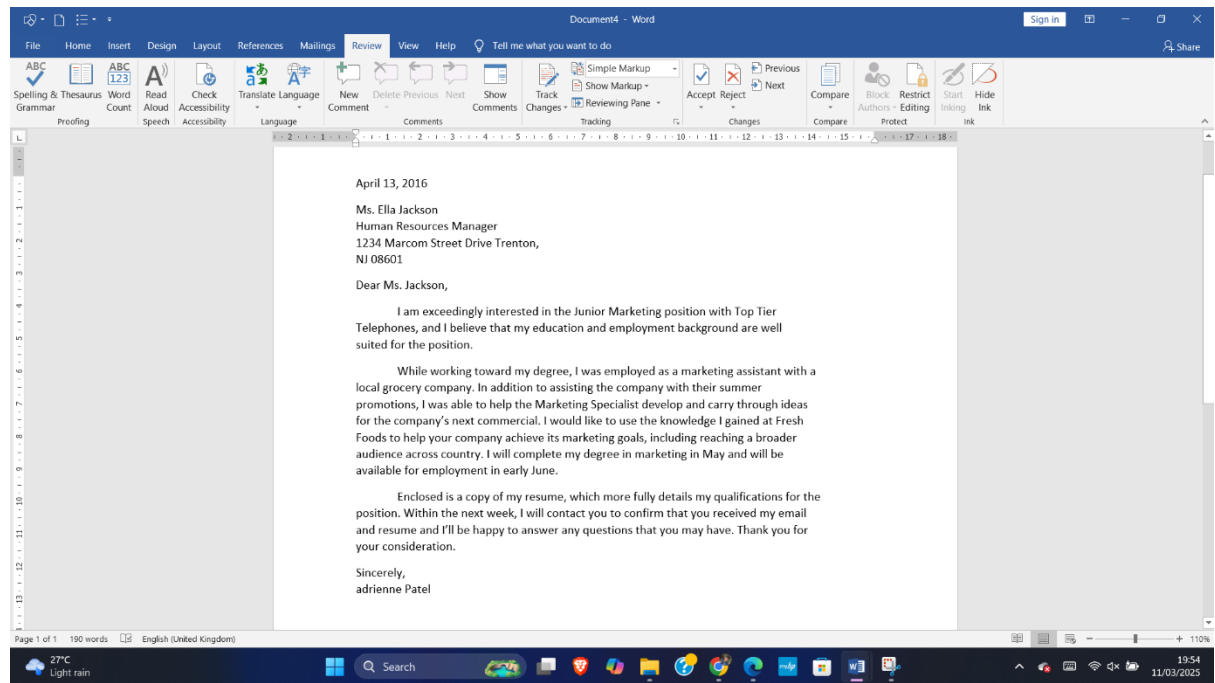 Document4 - Word
Sign in
File Home Insert Design Layout References Mailings Review View Help Tell me what you want to do
Share
Spelling & Grammar
Thesaurus
Word Count
Read Aloud
Check Accessibility
Translate
Language
New Comment
Delete
Previous
Next
Show Comments
Track Changes
Simple Markup
Show Markup
Reviewing Pane
Accept
Reject
Previous
Next
Compare
Block Authors
Restrict Editing
Start Inking
Hide Ink
Proofing Speech Accessibility Language Comments Tracking Changes Compare Protect Ink
April 13, 2016
Ms. Ella Jackson
Human Resources Manager
1234 Marcom Street Drive Trenton,
NJ 08601
Dear Ms. Jackson,
I am exceedingly interested in the Junior Marketing position with Top Tier
Telephones, and I believe that my education and employment background are well
suited for the position.
While working toward my degree, I was employed as a marketing assistant with a
local grocery company. In addition to assisting the company with their summer
promotions, I was able to help the Marketing Specialist develop and carry through ideas
for the company's next commercial. I would like to use the knowledge I gained at Fresh
Foods to help your company achieve its marketing goals, including reaching a broader
audience across country. I will complete my degree in marketing in May and will be
available for employment in early June.
Enclosed is a copy of my resume, which more fully details my qualifications for the
position. Within the next week, I will contact you to confirm that you received my email
and resume and I'll be happy to answer any questions that you may have. Thank you for
your consideration.
Sincerely,
adrienne Patel
Page 1 of 1 190 words English (United Kingdom)
110%
27°C
Light rain
Search
19:54
11/03/2025